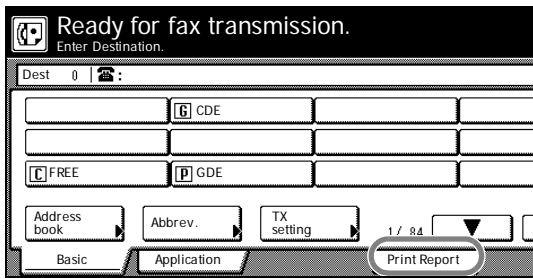 Ready for fax transmission.
Enter Destination.
Dest 0 :
G CDE
C FREE P GDE
Address book Abbrev. TX setting 1 / 84
Basic Application Print Report